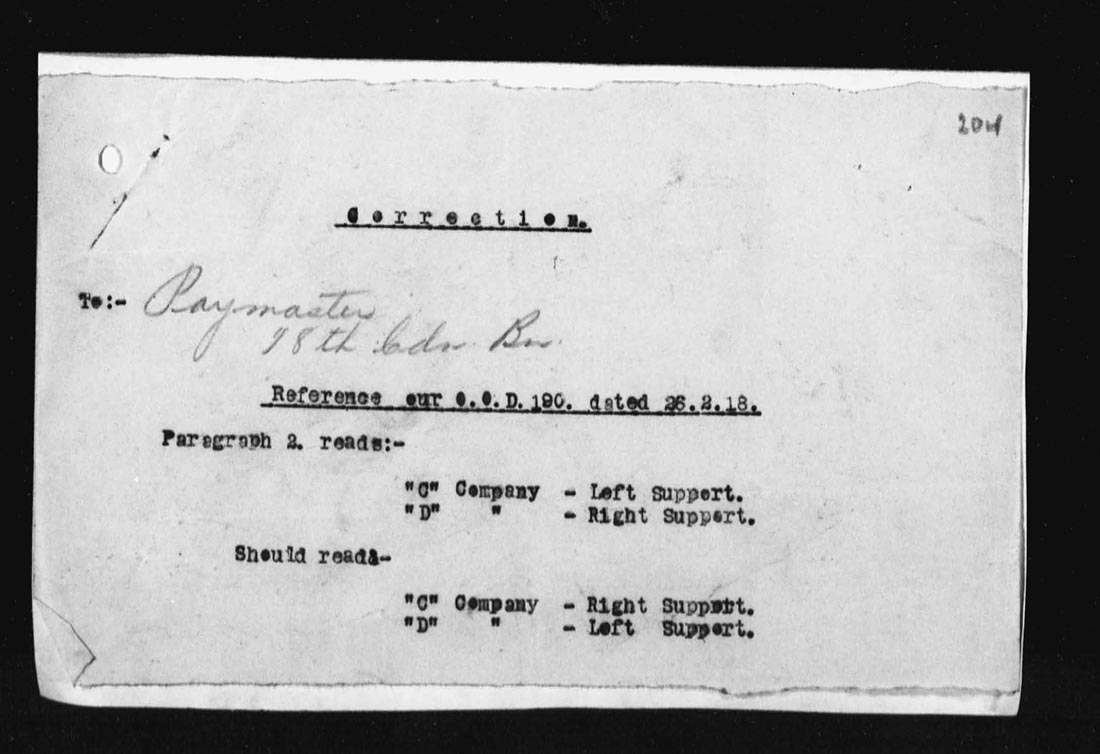 204
Correction.
To:- Paymaster
78th Cdn. Bn.
Reference our O.O.D. 190. dated 26.2.18.
Paragraph 2. reads:-
"C" Company - Left Support.
"D" " - Right Support.
Should read:-
"C" Company - Right Support.
"D" " - Left Support.